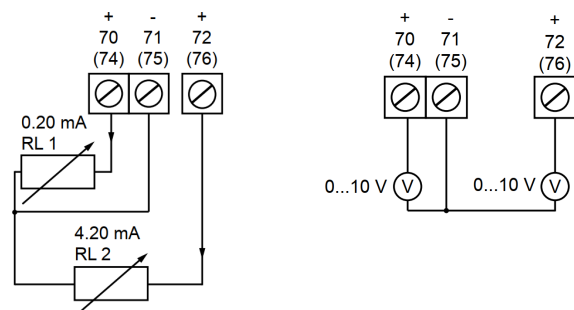 + - +
70 71 72
(74) (75) (76)
0.20 mA
RL 1
4.20 mA
RL 2
+ - +
70 71 72
(74) (75) (76)
0...10 V V 0...10 V V